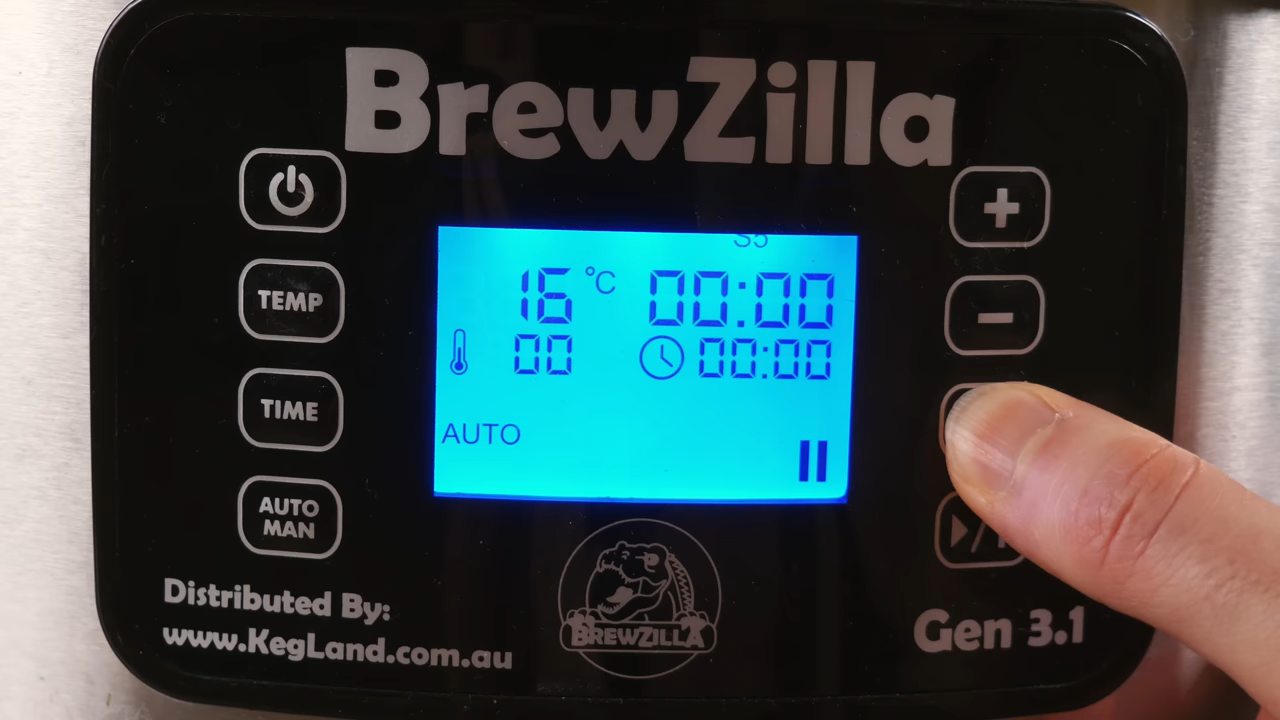 BrewZilla
S5
16 °C 00:00
00 00:00
AUTO
TEMP
TIME
AUTO
MAN
+
-
Distributed By:
www.KegLand.com.au
BREWZILLA
Gen 3.1